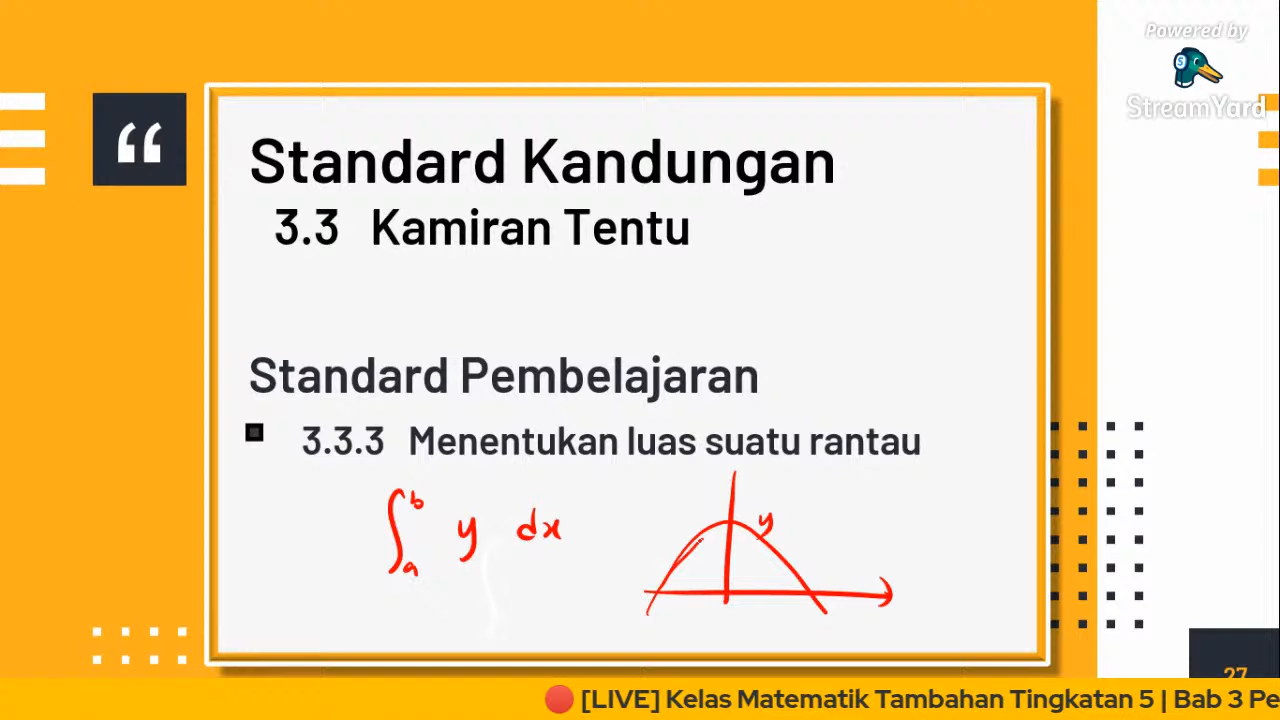 Powered by
StreamYard
“
Standard Kandungan
3.3 Kamiran Tentu
Standard Pembelajaran
3.3.3 Menentukan luas suatu rantau
∫ₐᵇ y dx
y
27
🔴 [LIVE] Kelas Matematik Tambahan Tingkatan 5 | Bab 3 Pe